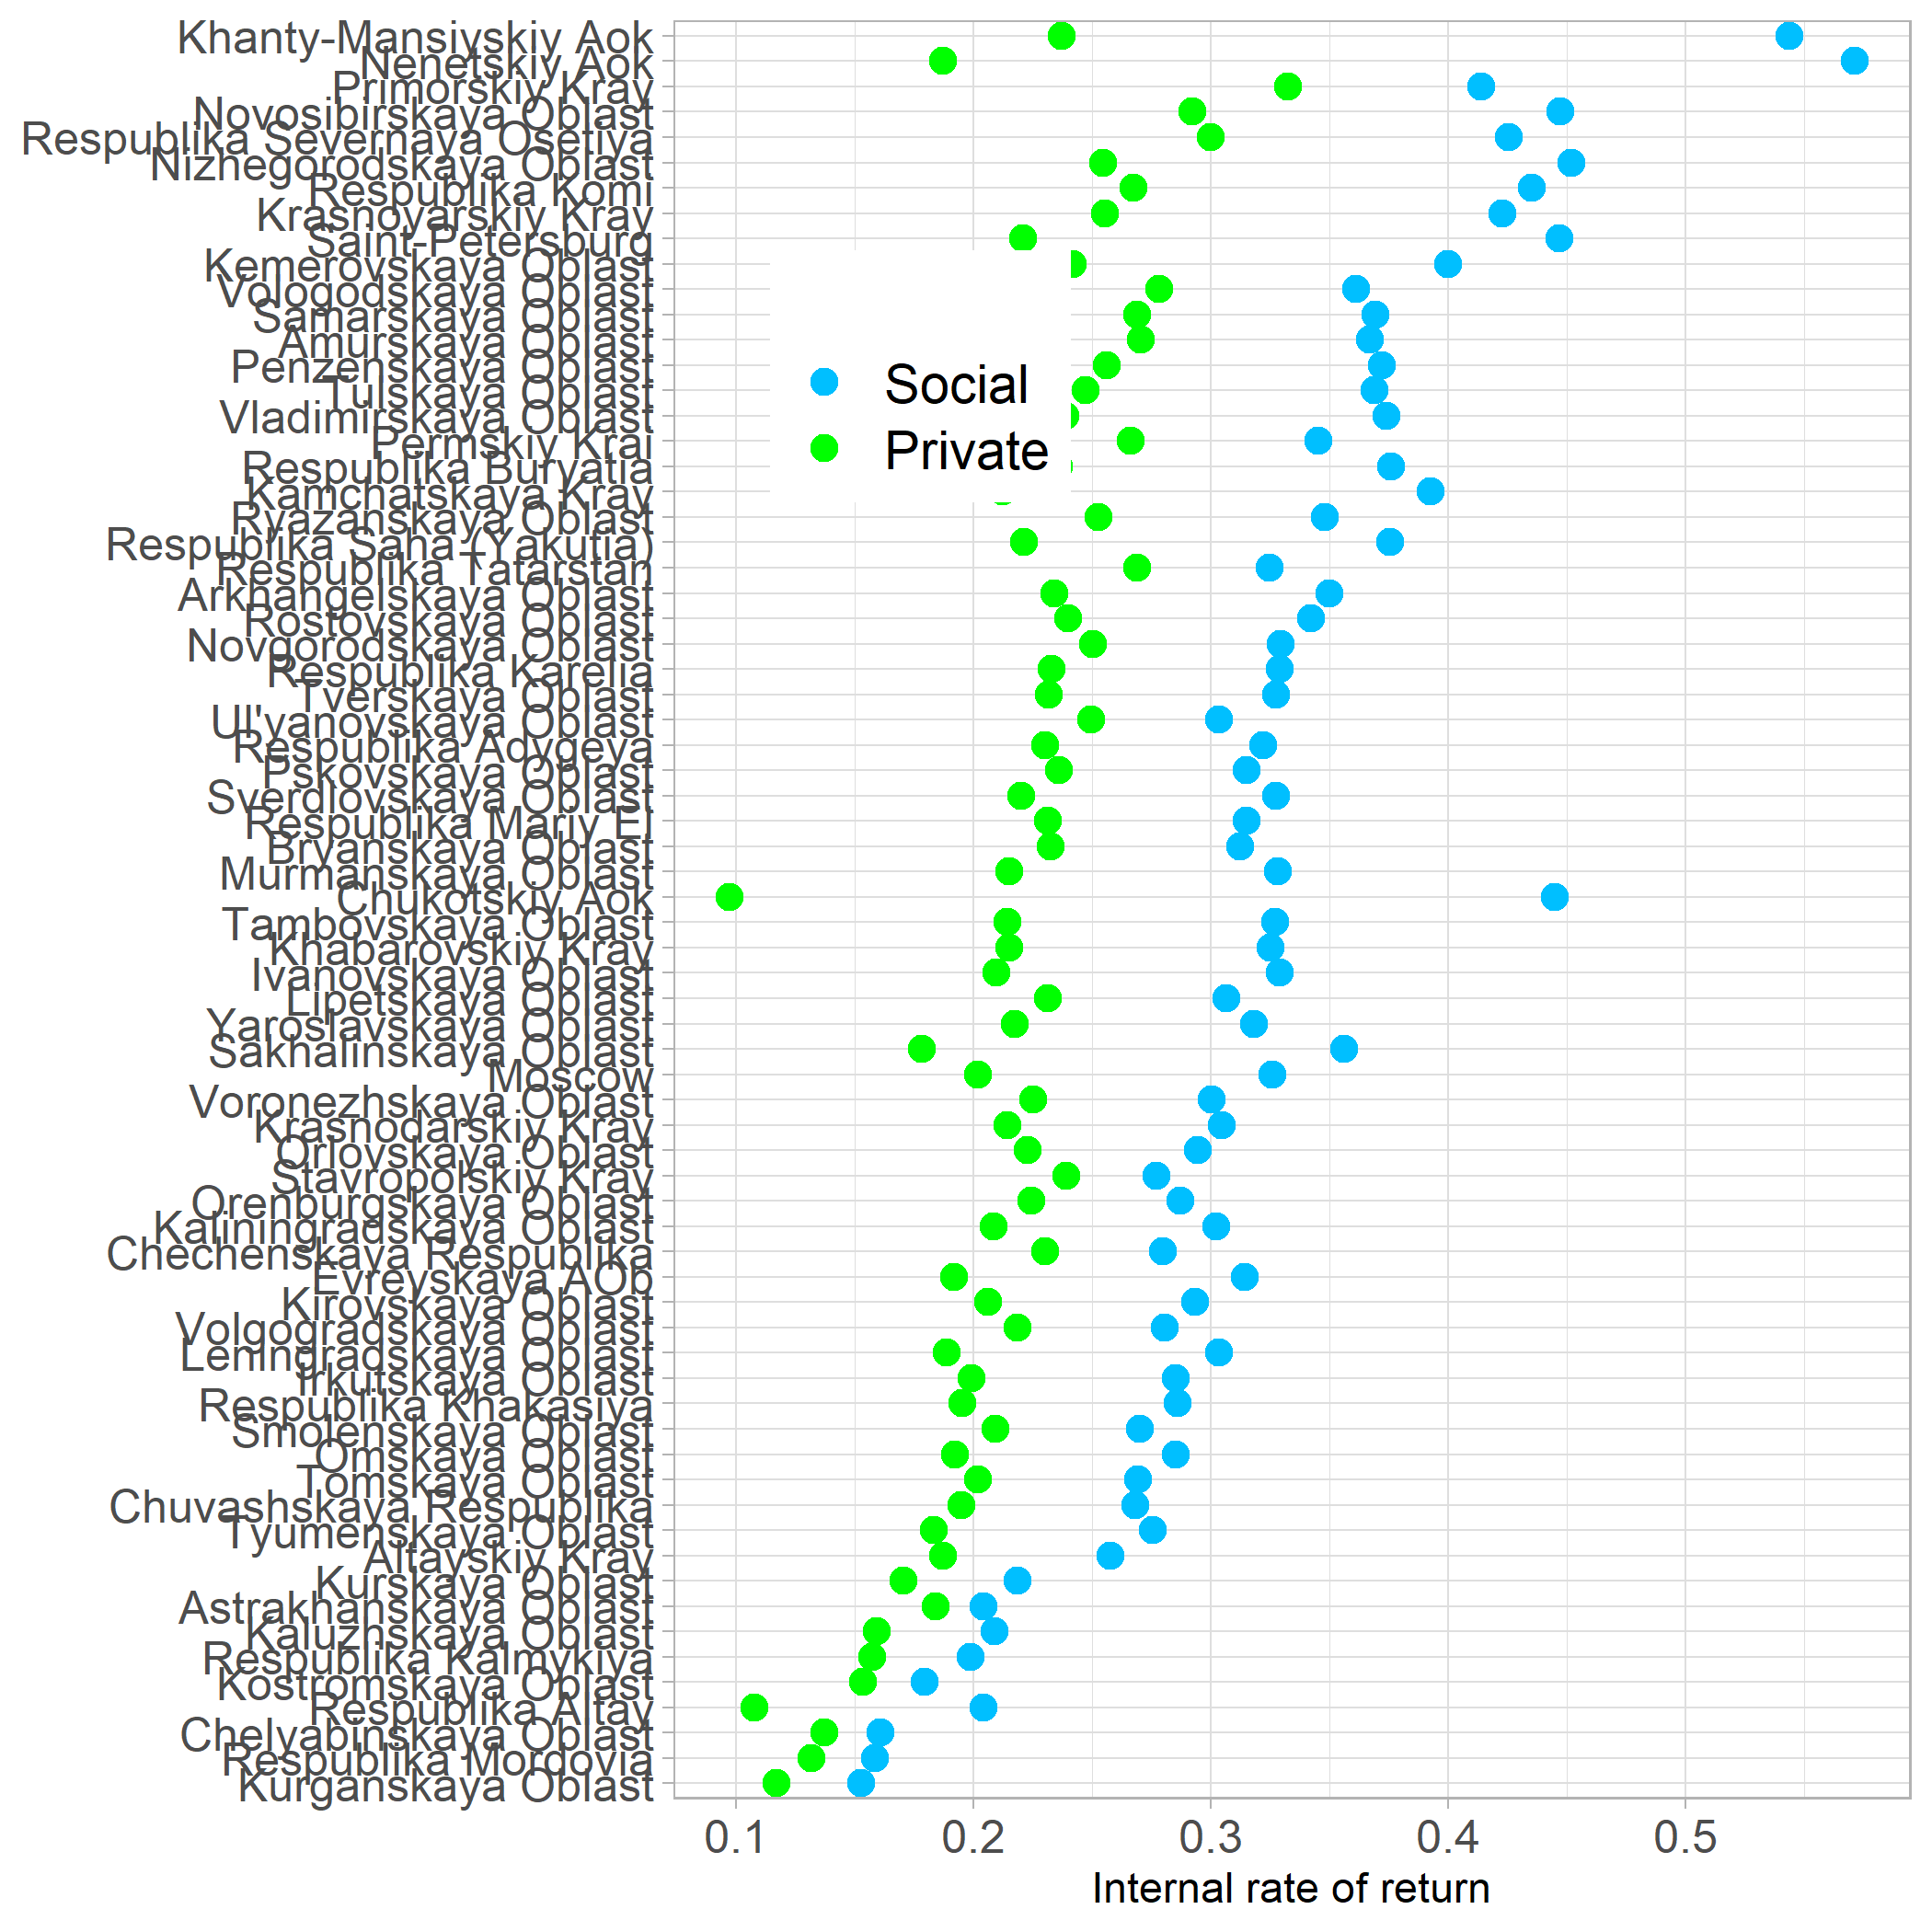 Khanty-Mansiyskiy Aok
Nenetskiy Aok
Primorskiy Kray
Novosibirskaya Oblast
Respublika Severnaya Osetiya
Nizhegorodskaya Oblast
Respublika Komi
Krasnoyarskiy Kray
Saint-Petersburg
Kemerovskaya Oblast
Vologodskaya Oblast
Samarskaya Oblast
Amurskaya Oblast
Penzenskaya Oblast
Tulskaya Oblast
Vladimirskaya Oblast
Permskiy Krai
Respublika Buryatia
Kamchatskaya Kray
Ryazanskaya Oblast
Respublika Saha (Yakutia)
Respublika Tatarstan
Arkhangelskaya Oblast
Rostovskaya Oblast
Novgorodskaya Oblast
Respublika Karelia
Tverskaya Oblast
Ul'yanovskaya Oblast
Respublika Adygeya
Pskovskaya Oblast
Sverdlovskaya Oblast
Respublika Mariy El
Bryanskaya Oblast
Murmanskaya Oblast
Chukotskiy Aok
Tambovskaya Oblast
Khabarovskiy Kray
Ivanovskaya Oblast
Lipetskaya Oblast
Yaroslavskaya Oblast
Sakhalinskaya Oblast
Moscow
Voronezhskaya Oblast
Krasnodarskiy Kray
Orlovskaya Oblast
Stavropolskiy Kray
Orenburgskaya Oblast
Kaliningradskaya Oblast
Chechenskaya Respublika
Evreyskaya AOb
Kirovskaya Oblast
Volgogradskaya Oblast
Leningradskaya Oblast
Irkutskaya Oblast
Respublika Khakasiya
Smolenskaya Oblast
Omskaya Oblast
Tomskaya Oblast
Chuvashskaya Respublika
Tyumenskaya Oblast
Altayskiy Kray
Kurskaya Oblast
Astrakhanskaya Oblast
Kaluzhskaya Oblast
Respublika Kalmykiya
Kostromskaya Oblast
Respublika Altay
Chelyabinskaya Oblast
Respublika Mordovia
Kurganskaya Oblast
Social
Private
0.1 0.2 0.3 0.4 0.5
Internal rate of return